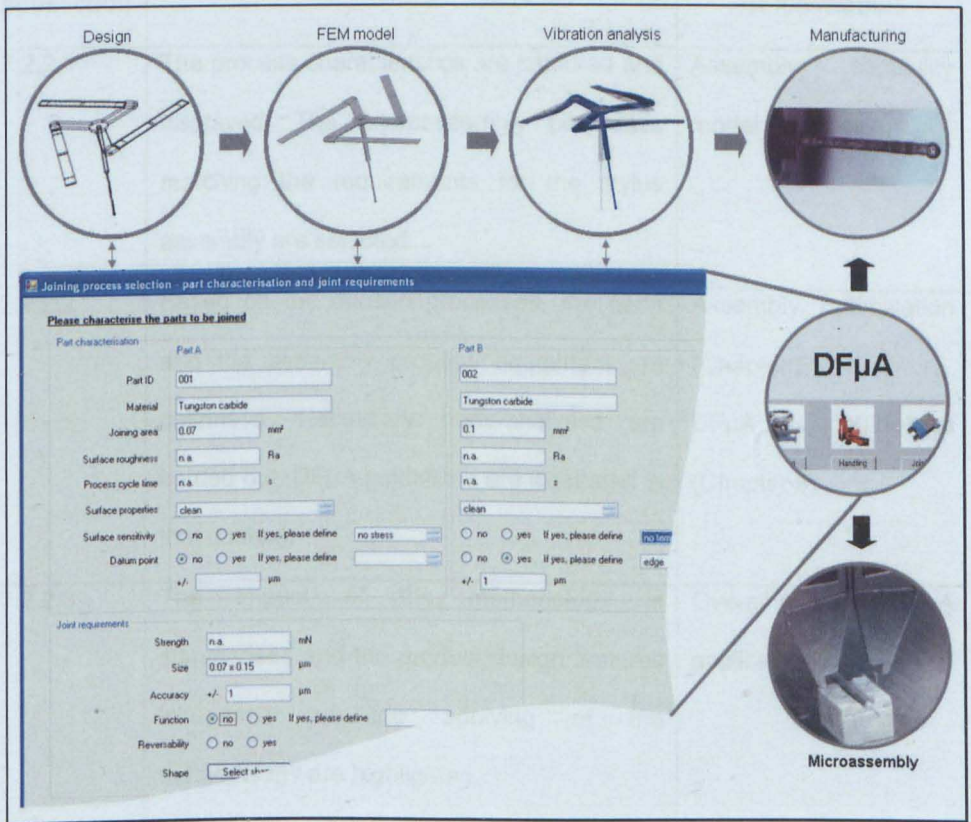 Design FEM model Vibration analysis Manufacturing
Joining process selection - part characterisation and joint requirements
Please characterise the parts to be joined
Part characterisation
Part A Part B
Part ID 001 002
Material Tungston carbide Tungston carbide
Joining area 0.07 mm² 0.1 mm²
Surface roughness n.a. Ra n.a. Ra
Process cycle time n.a. s n.a. s
Surface properties clean clean
Surface sensitivity no yes If yes, please define no stress no yes If yes, please define
Datum point no yes If yes, please define no yes If yes, please define edge
+/- µm +/- 1 µm
Joint requirements
Strength n.a. mN
Size 0.07 x 0.15 µm
Accuracy +/- 1 µm
Function no yes If yes, please define
Reversability no yes
Shape Select
DFµA
Handling
Microassembly